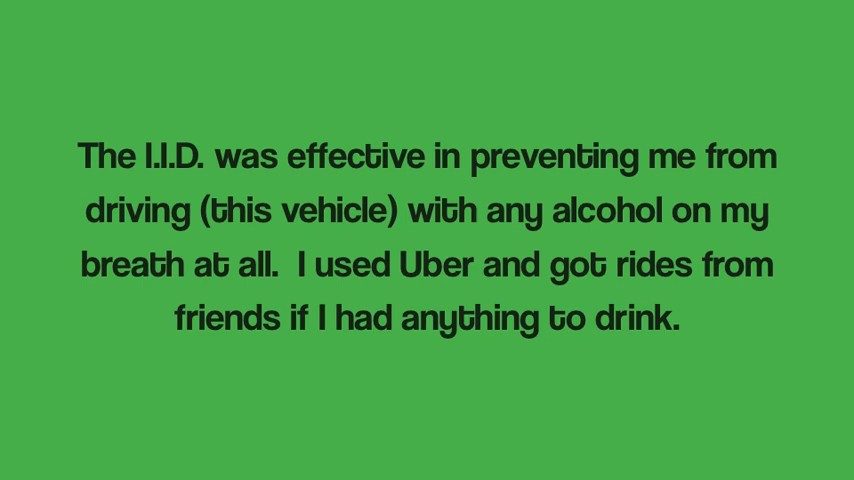 The I.I.D. was effective in preventing me from
driving (this vehicle) with any alcohol on my
breath at all.  I used Uber and got rides from
friends if I had anything to drink.